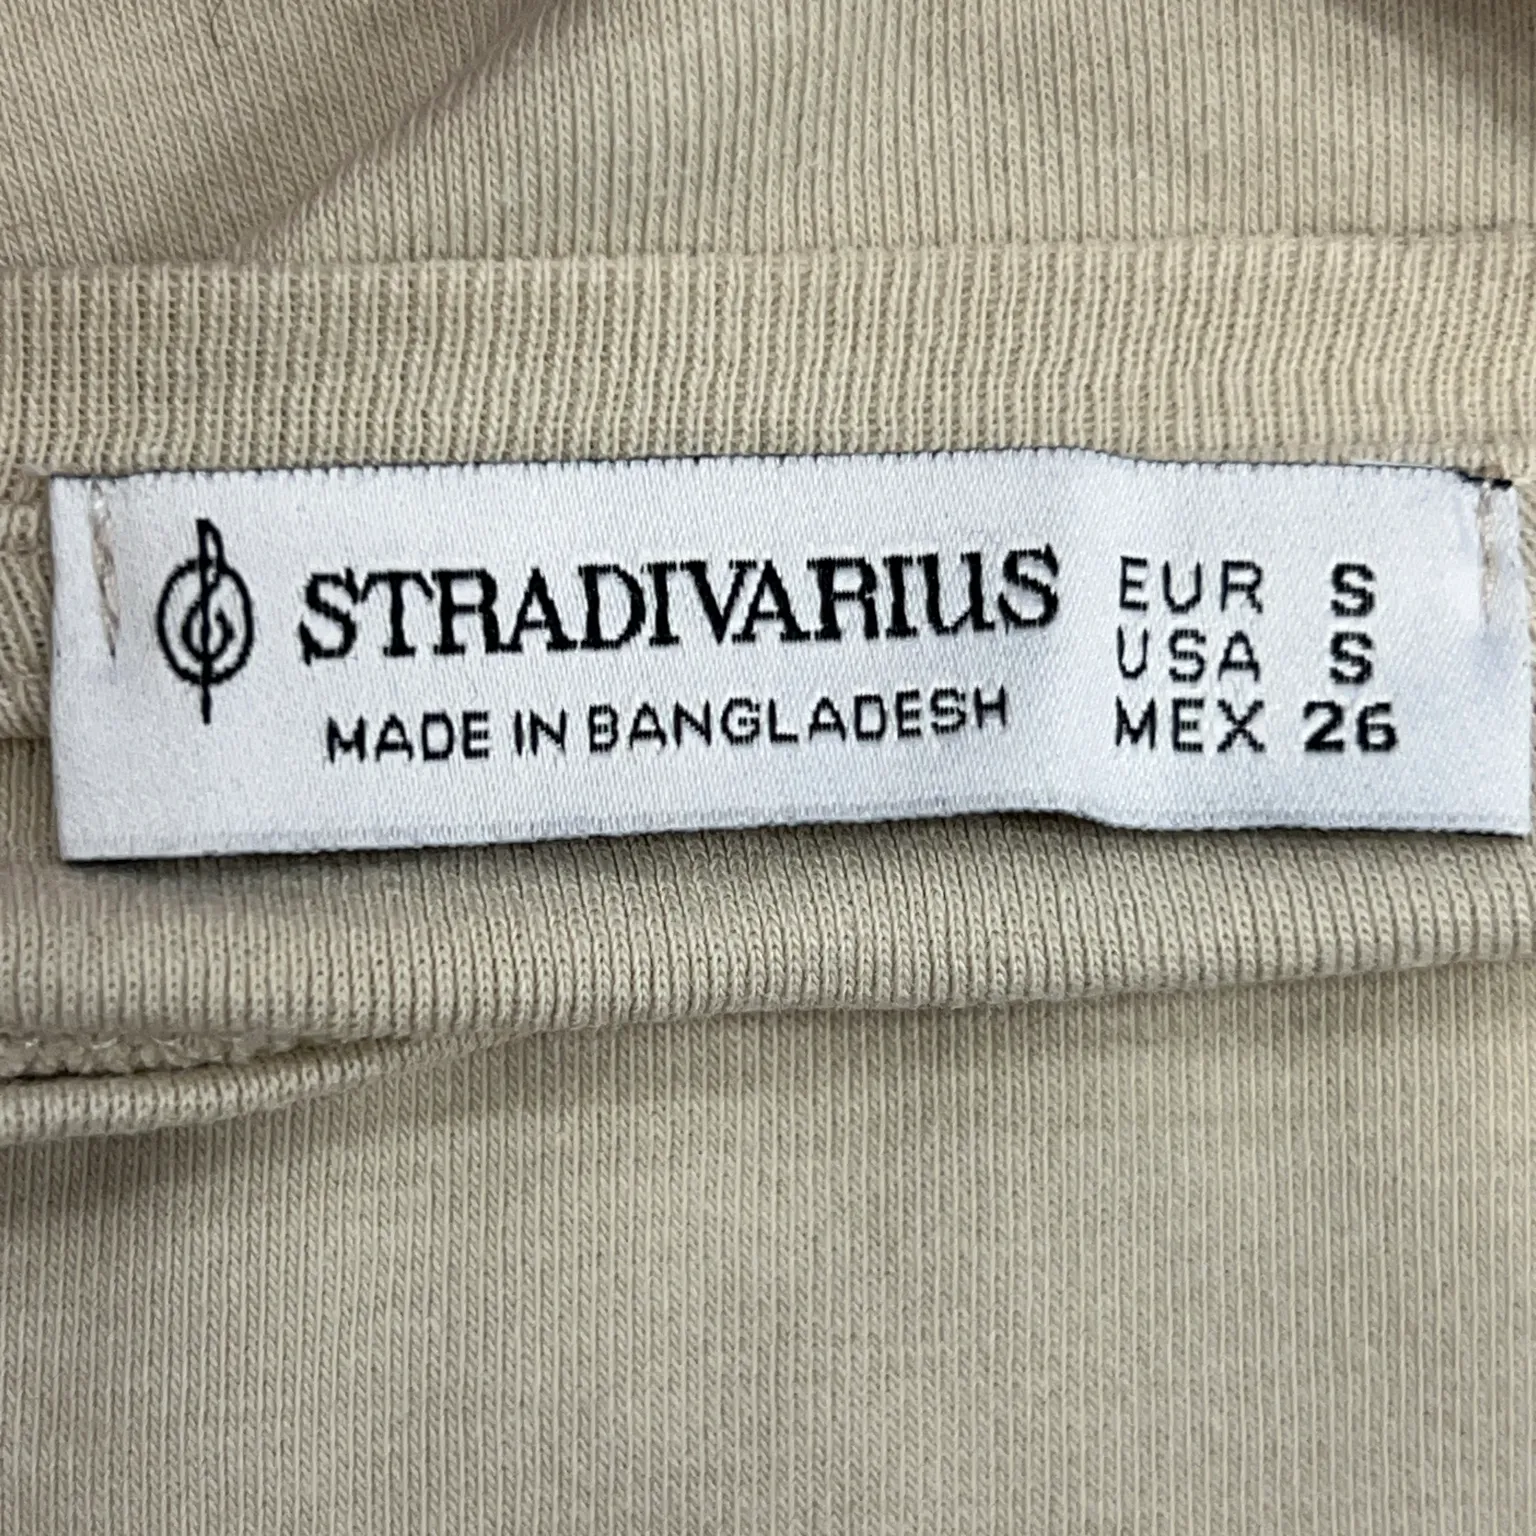 STRADIVARIUS
MADE IN BANGLADESH
EUR S
USA S
MEX 26